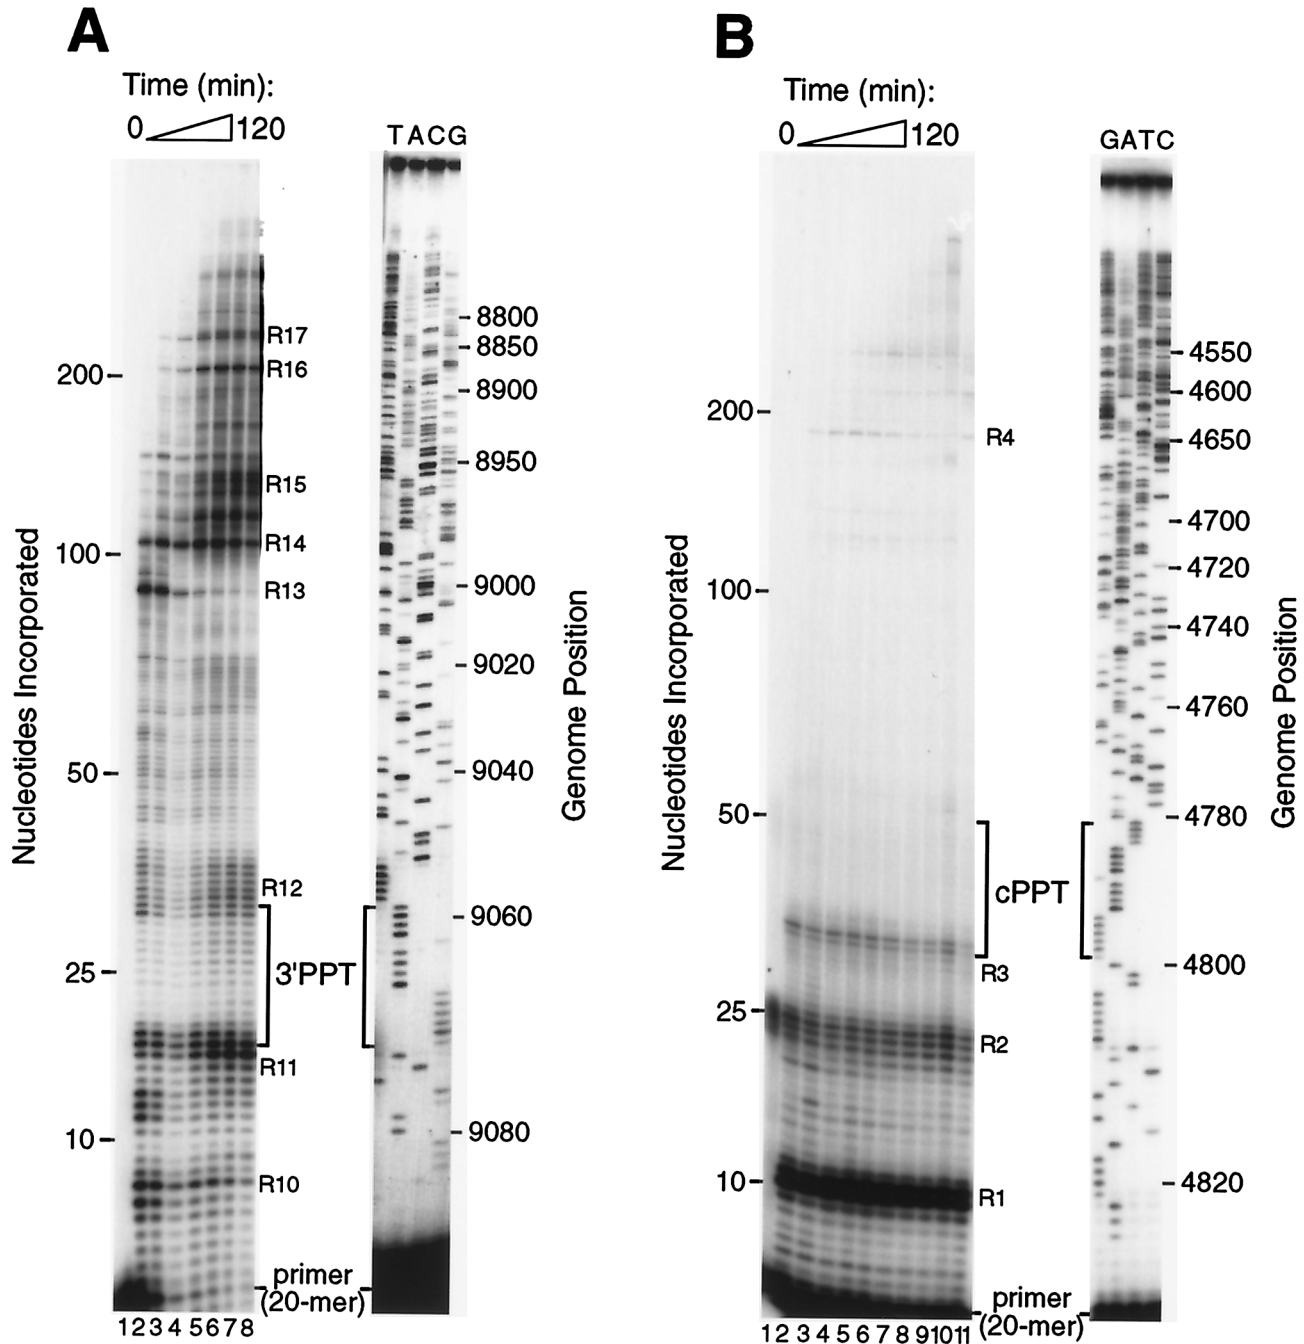 A
Time (min):
0 120
T A C G
R17
R16
R15
R14
R13
R12
3'PPT
R11
R10
200
100
50
25
10
Nucleotides Incorporated
8800
8850
8900
8950
9000
9020
9040
9060
9080
Genome Position
primer
(20-mer)
1 2 3 4 5 6 7 8
B
Time (min):
0 120
G A T C
R4
cPPT
R3
R2
R1
200
100
50
25
10
Nucleotides Incorporated
4550
4600
4650
4700
4720
4740
4760
4780
4800
4820
Genome Position
primer
(20-mer)
1 2 3 4 5 6 7 8 9 10 11